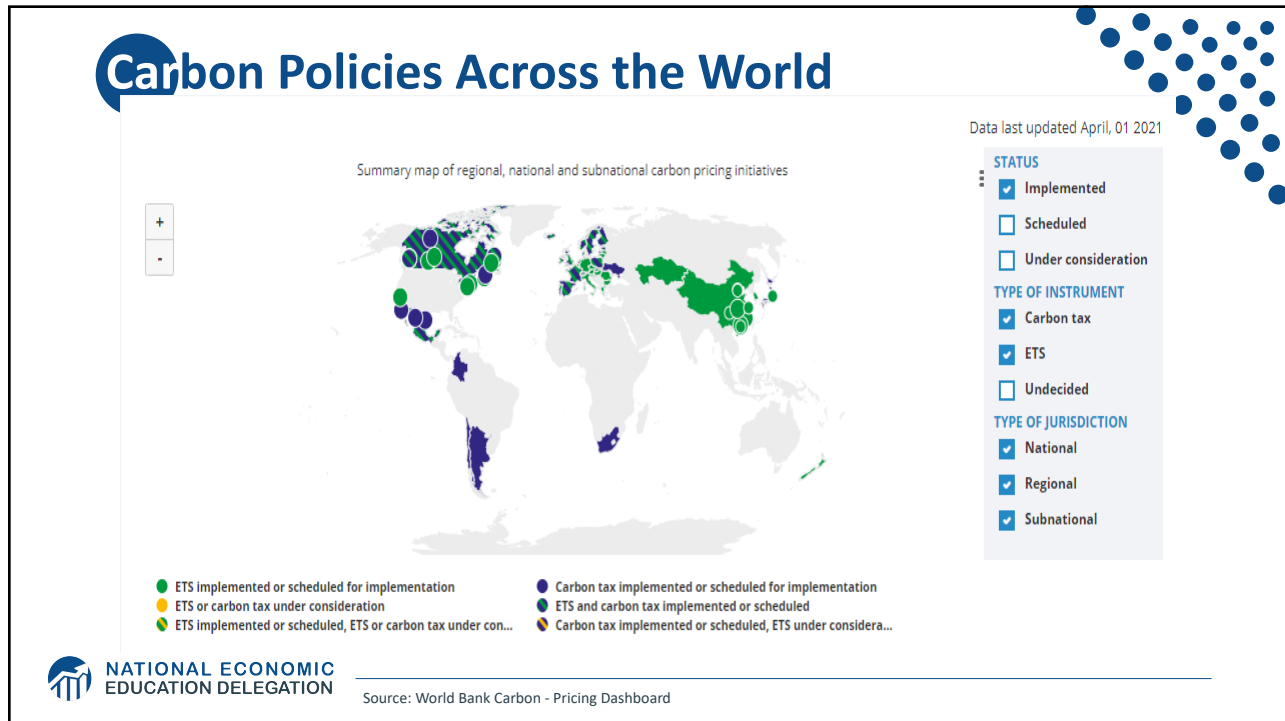 Carbon Policies Across the World
Data last updated April, 01 2021
Summary map of regional, national and subnational carbon pricing initiatives
+
-
STATUS
Implemented
Scheduled
Under consideration
TYPE OF INSTRUMENT
Carbon tax
ETS
Undecided
TYPE OF JURISDICTION
National
Regional
Subnational
ETS implemented or scheduled for implementation
Carbon tax implemented or scheduled for implementation
ETS or carbon tax under consideration
ETS and carbon tax implemented or scheduled
ETS implemented or scheduled, ETS or carbon tax under con...
Carbon tax implemented or scheduled, ETS under considera...
NATIONAL ECONOMIC
EDUCATION DELEGATION
Source: World Bank Carbon - Pricing Dashboard